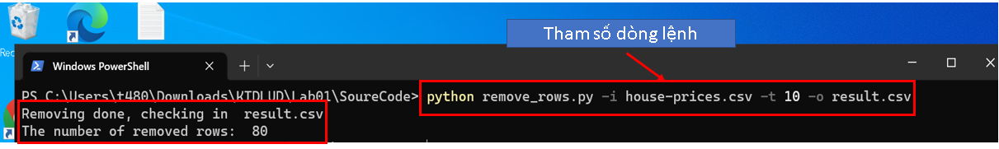 Tham số dòng lệnh
Rec
Windows PowerShell
PS C:\Users\t480\Downloads\KTDLUD\Lab01\SoureCode> python remove_rows.py -i house-prices.csv -t 10 -o result.csv
Removing done, checking in  result.csv
The number of removed rows:  80